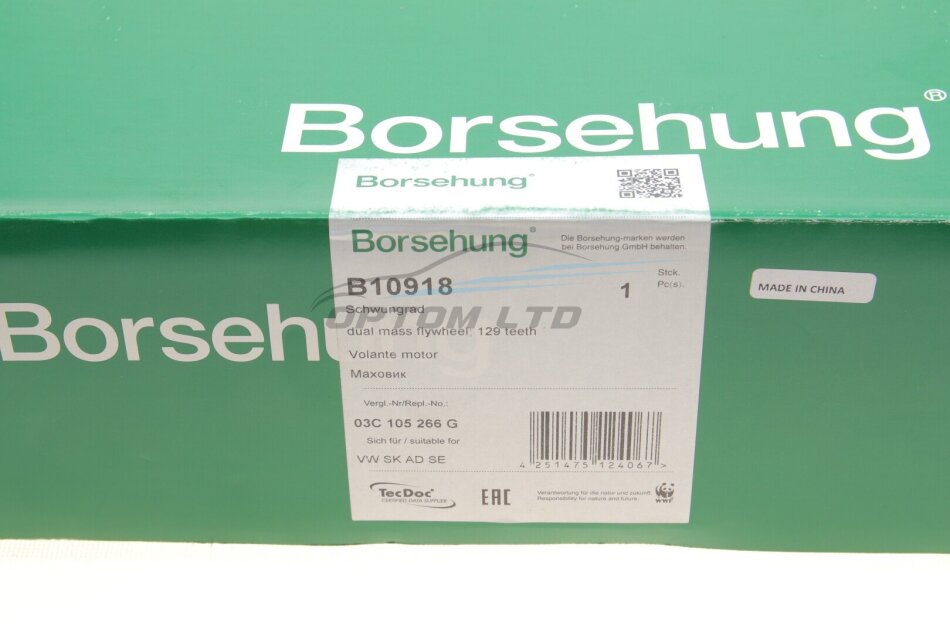 Borsehung®
Borsehung®
Borsehung
Borsehung®
Die Borsehung-marken werden
bei Borsehung GmbH behalten.
B10918
1
Stck.
Pc(s).
MADE IN CHINA
Schwungrad
OPTOM LTD
dual mass flywheel, 129 teeth
Volante motor
Маховик
Vergl.-Nr/Repl.-No.:
03C 105 266 G
Sich für / suitable for
VW SK AD SE
4 251475 124067 >
TecDoc®
CERTIFIED DATA SUPPLIER
EAC
Verantwortung für die natur und zukunft.
Responsibility for nature and future.
WWF